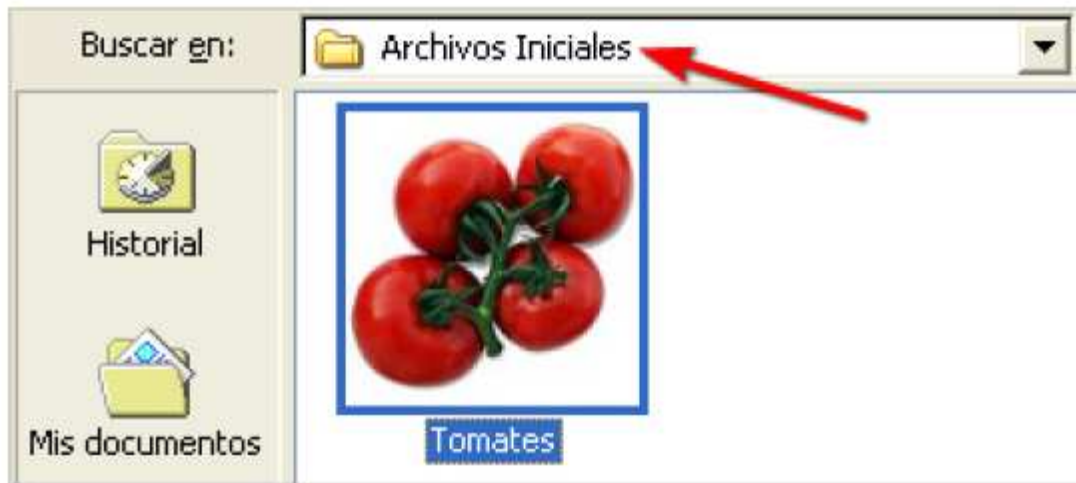 Buscar en:
Archivos Iniciales
Historial
Mis documentos
Tomates